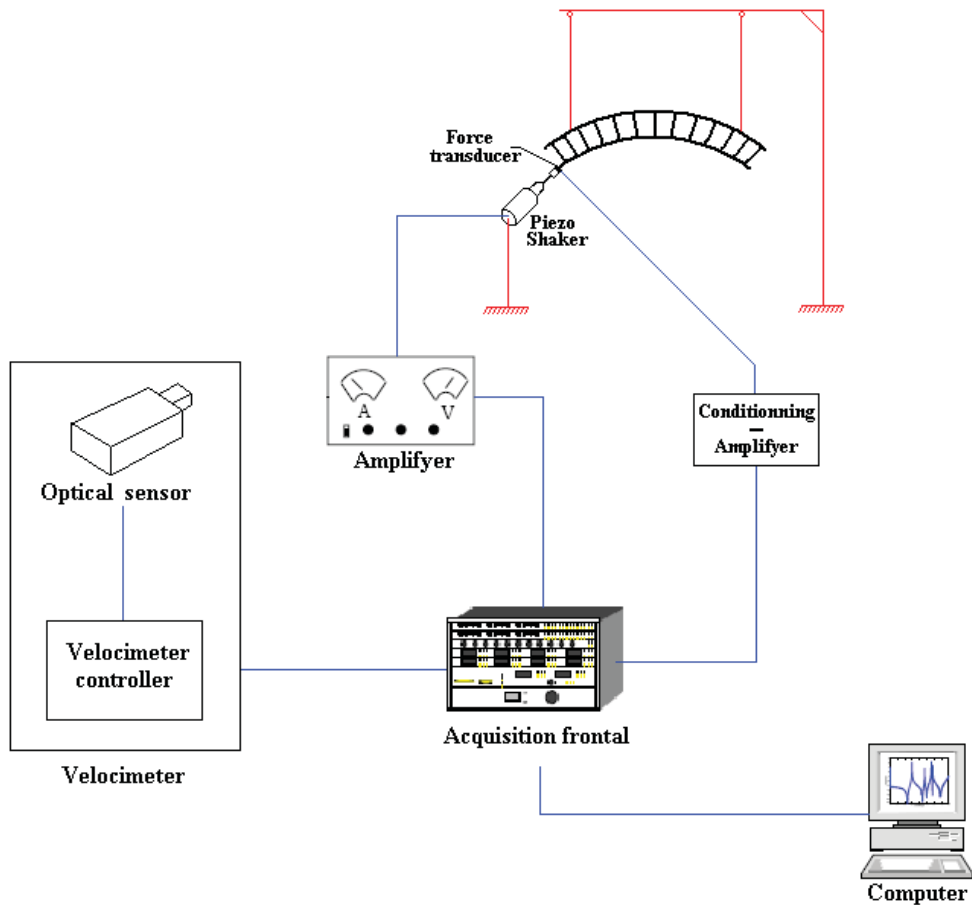 Force
transducer
Piezo
Shaker
A
V
Amplifyer
Conditionning
–
Amplifyer
Optical sensor
Velocimeter
controller
Velocimeter
Acquisition frontal
Computer